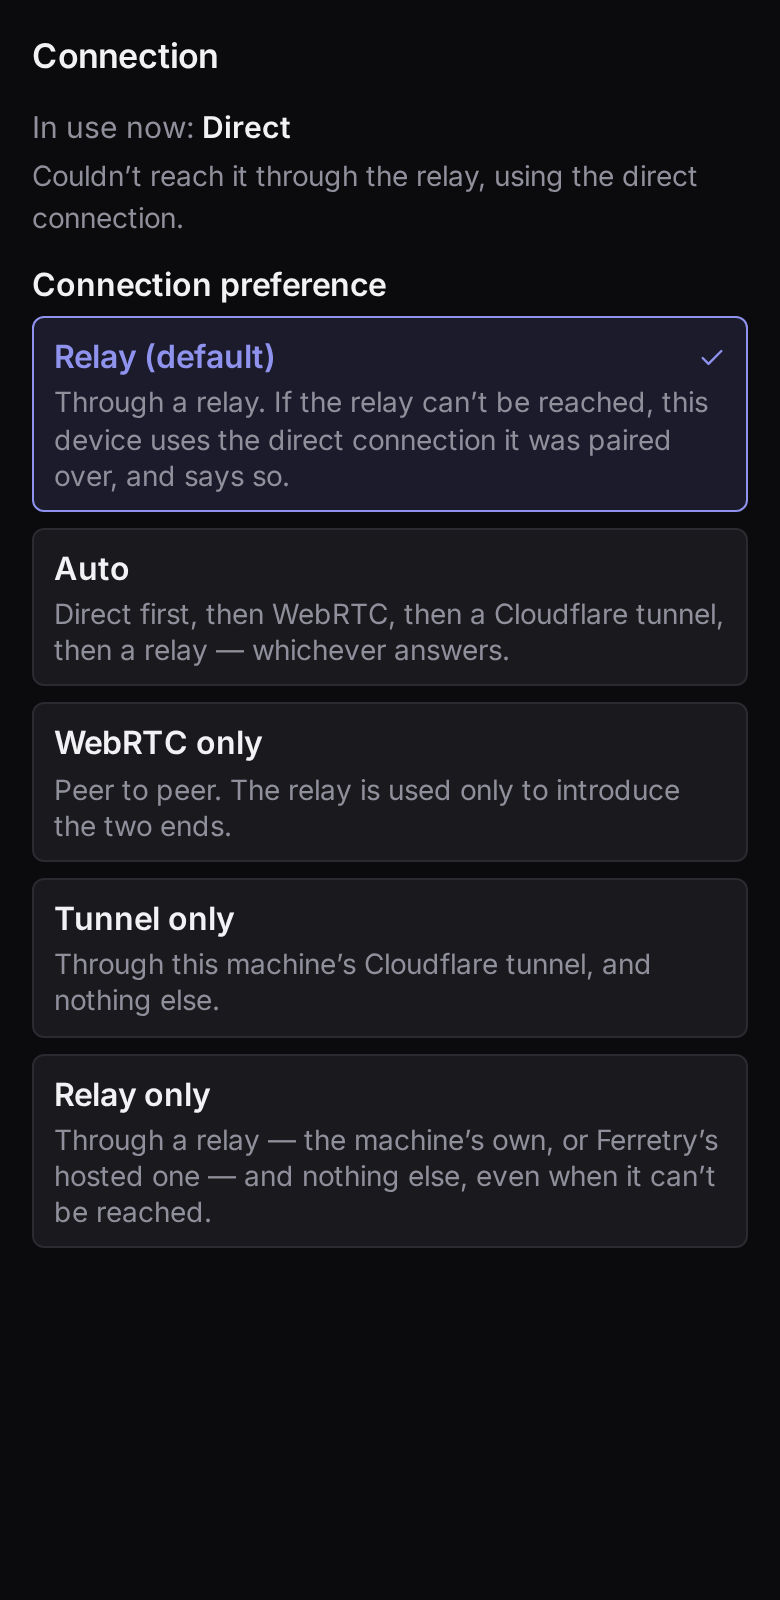 Connection
In use now: Direct
Couldn’t reach it through the relay, using the direct
connection.
Connection preference
Relay (default)
Through a relay. If the relay can’t be reached, this
device uses the direct connection it was paired
over, and says so.
Auto
Direct first, then WebRTC, then a Cloudflare tunnel,
then a relay — whichever answers.
WebRTC only
Peer to peer. The relay is used only to introduce
the two ends.
Tunnel only
Through this machine’s Cloudflare tunnel, and
nothing else.
Relay only
Through a relay — the machine’s own, or Ferretry’s
hosted one — and nothing else, even when it can’t
be reached.